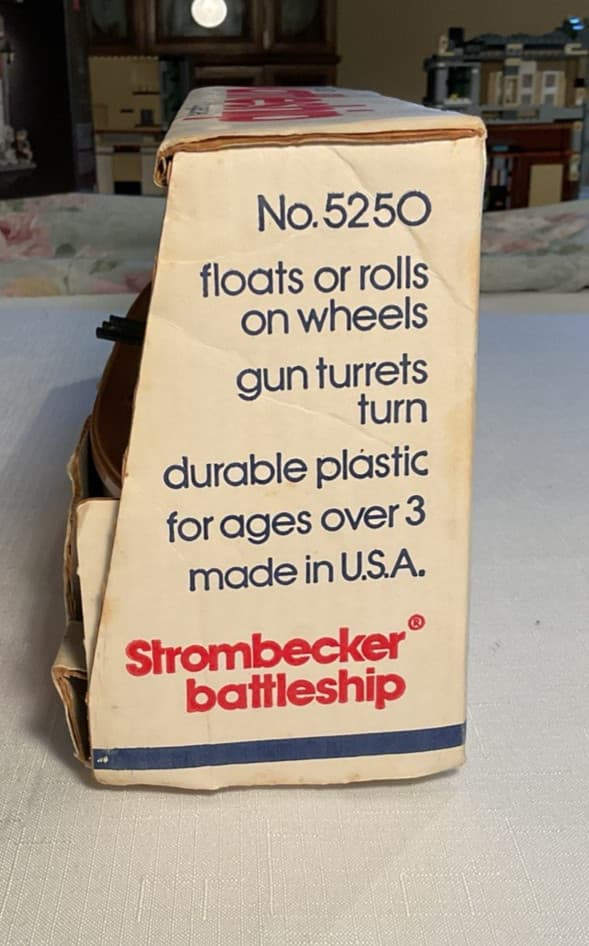 No. 5250
floats or rolls
on wheels
gun turrets
turn
durable plastic
for ages over 3
made in U.S.A.
Strombecker®
battleship